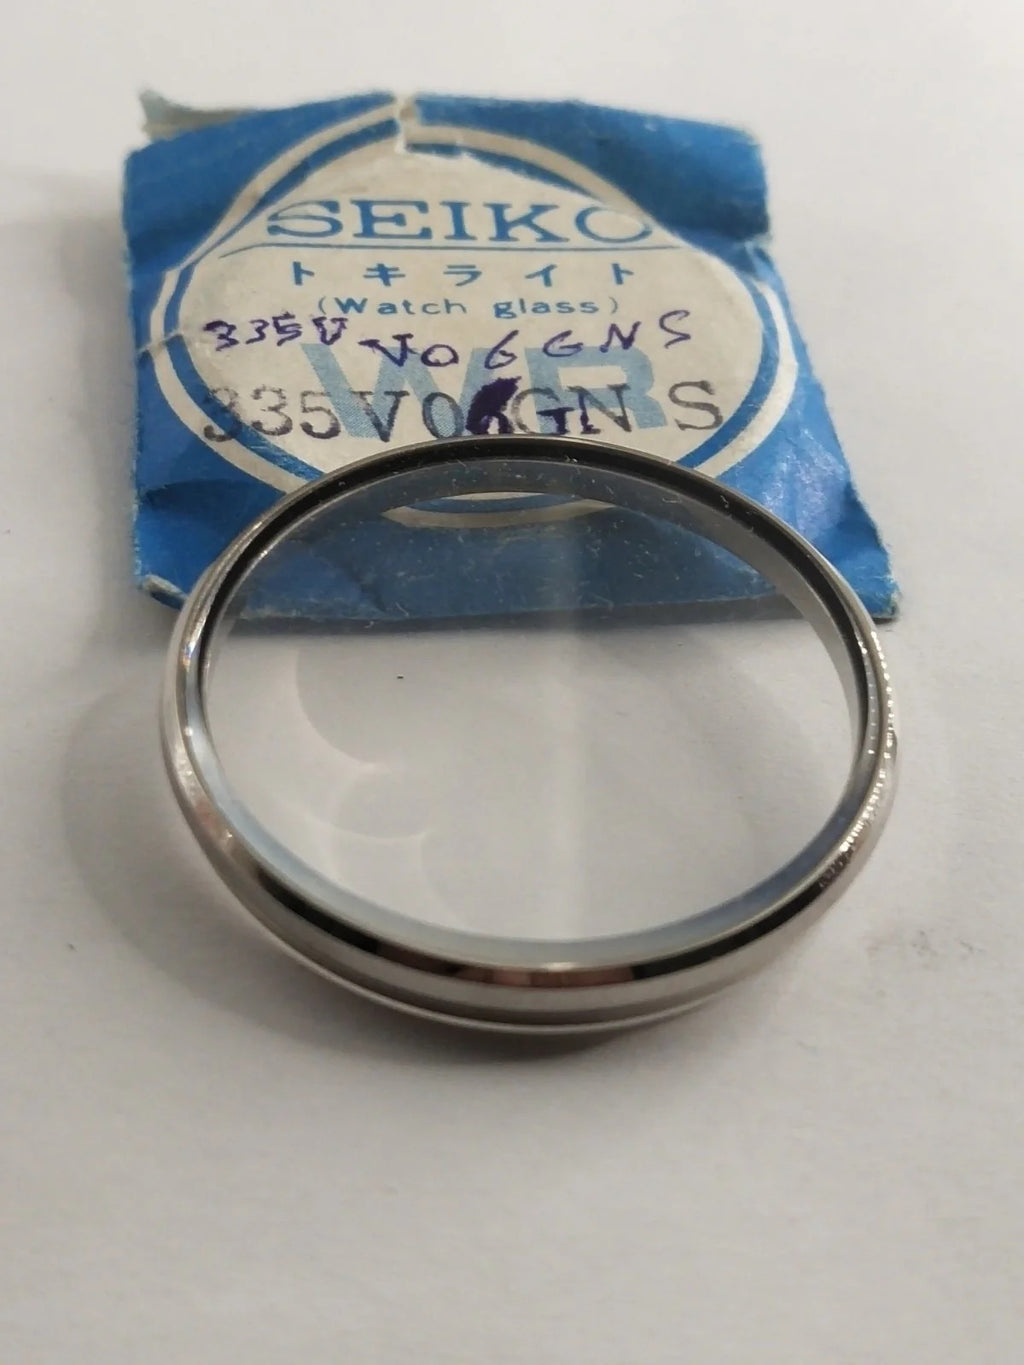 SEIKO
トキライト
(Watch glass)
335V V06GNS
WR
335V06GNS